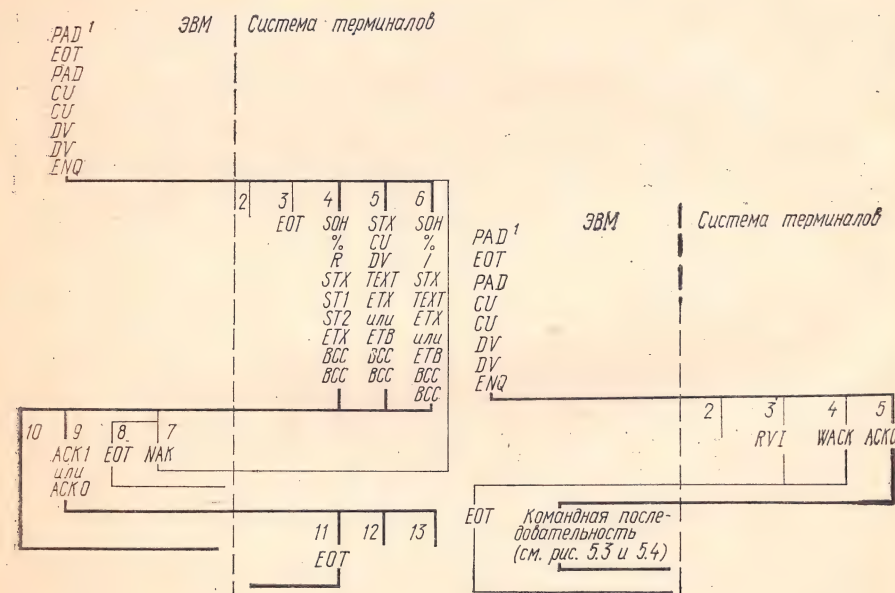 ЭВМ Система терминалов
PAD 1
EOT
PAD
CU
CU
DV
DV
ENQ
2 3 4 5 6
EOT SOH STX SOH
% CU %
R DV /
STX TEXT STX
ST1 ETX TEXT
ST2 или ETX
ETX ETB или
BCC BCC ETB
BCC BCC BCC
BCC
10 9 8 7
ACK1 EOT NAK
или
ACK0
11 12 13
EOT
ЭВМ Система терминалов
PAD 1
EOT
PAD
CU
CU
DV
DV
ENQ
2 3 4 5
RVI WACK ACK0
EOT Командная после-
довательность
(см. рис. 5.3 и 5.4)